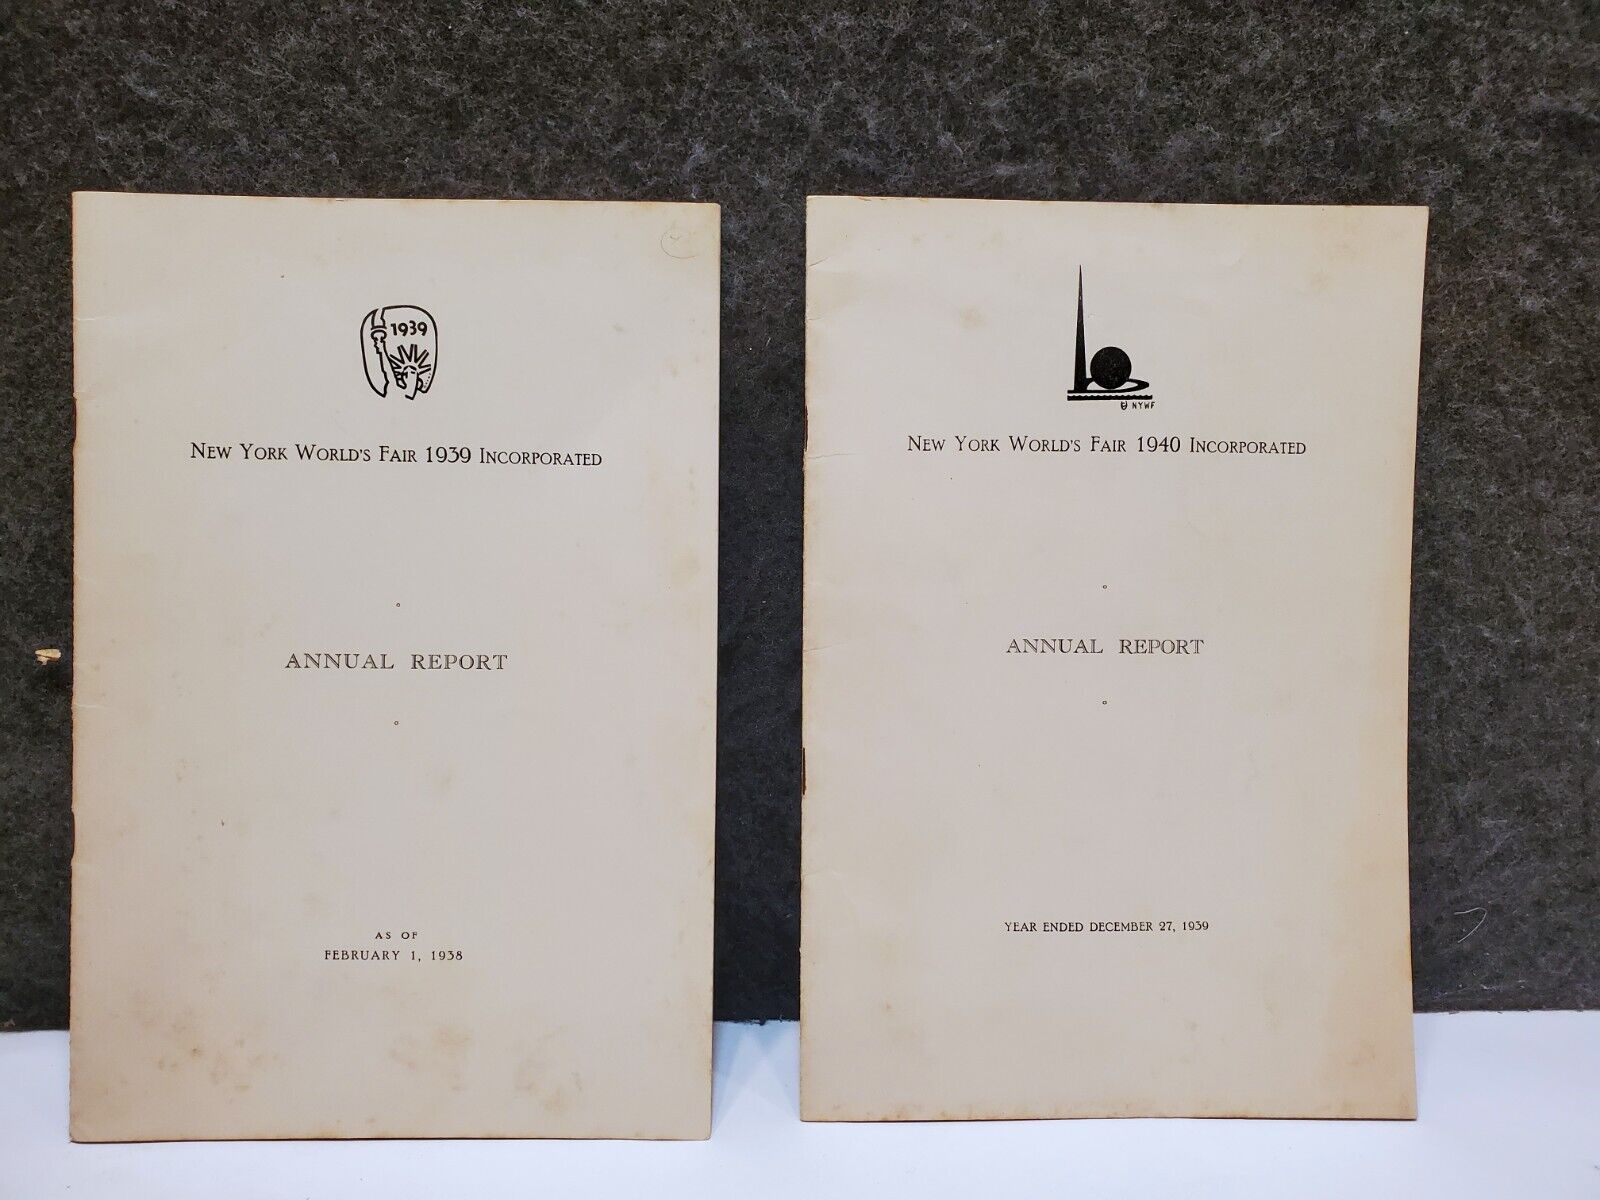 1939
New York World's Fair 1939 Incorporated
ANNUAL REPORT
AS OF
FEBRUARY 1, 1938
NYWF
New York World's Fair 1940 Incorporated
ANNUAL REPORT
YEAR ENDED DECEMBER 27, 1939